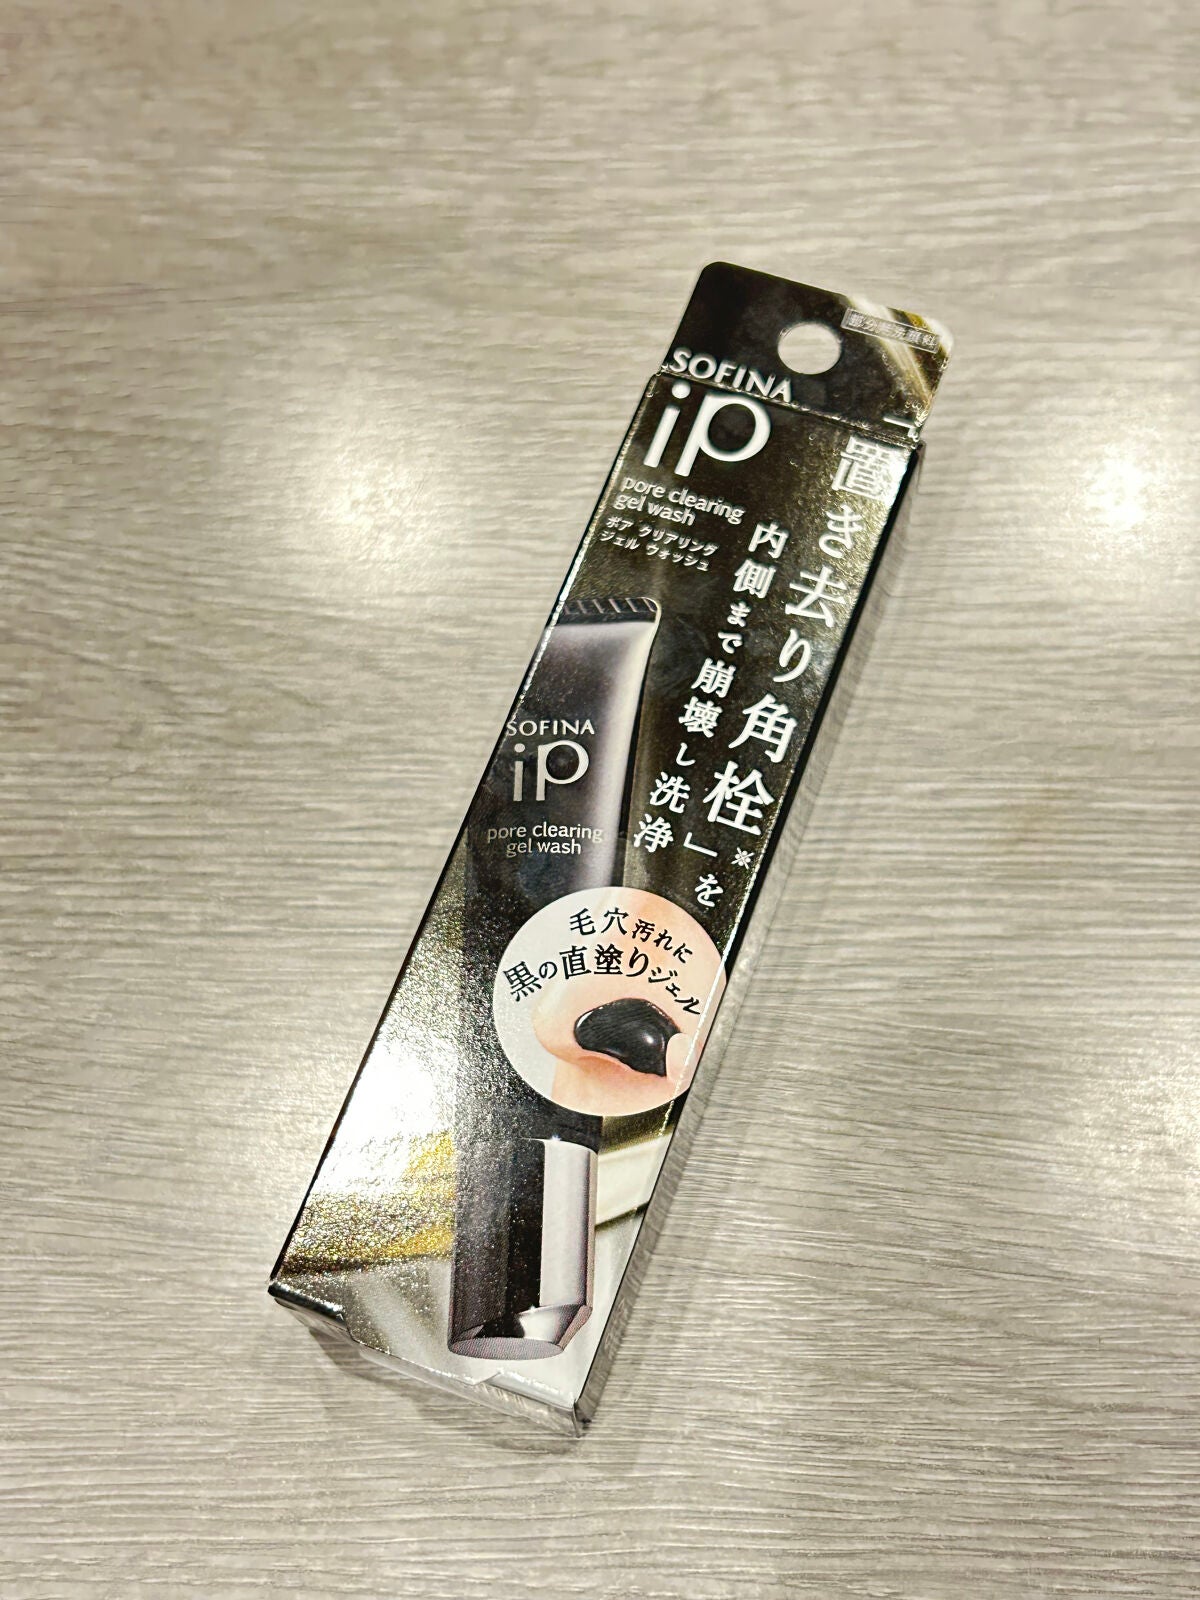 部分用洗顔料
SOFINA
iP
pore clearing
gel wash
ポア クリアリング
ジェル ウォッシュ
「置き去り角栓」※を
内側まで崩壊し洗浄
SOFINA
iP
pore clearing
gel wash
毛穴汚れに
黒の直塗りジェル